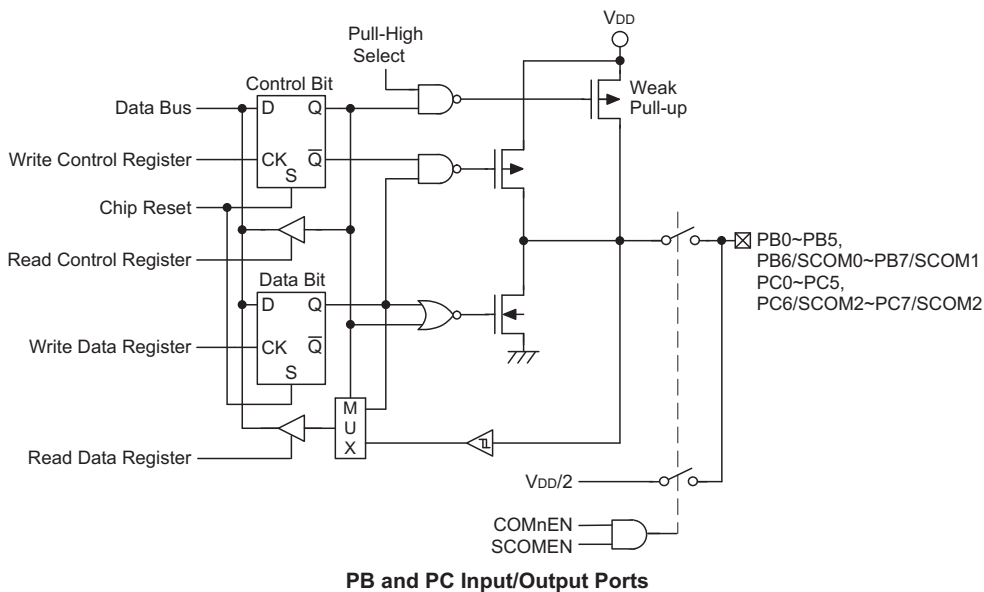 VDD
Pull-High
Select
Control Bit
Weak
Pull-up
Data Bus
D
Q
Write Control Register
CK
Q
S
Chip Reset
Read Control Register
Data Bit
D
Q
Write Data Register
CK
Q
S
M
U
X
Read Data Register
PB0~PB5,
PB6/SCOM0~PB7/SCOM1
PC0~PC5,
PC6/SCOM2~PC7/SCOM2
VDD/2
COMnEN
SCOMEN
PB and PC Input/Output Ports